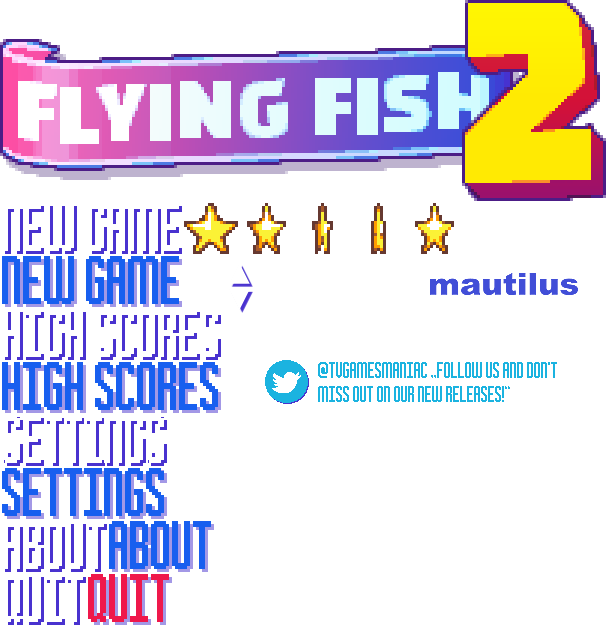 FLYING FISH 2
NEW GAME
NEW GAME
mautilus
HIGH SCORES
HIGH SCORES
@TVGAMESMANIAC „FOLLOW US AND DON'T
MISS OUT ON OUR NEW RELEASES!“
SETTINGS
SETTINGS
ABOUT ABOUT
QUIT QUIT